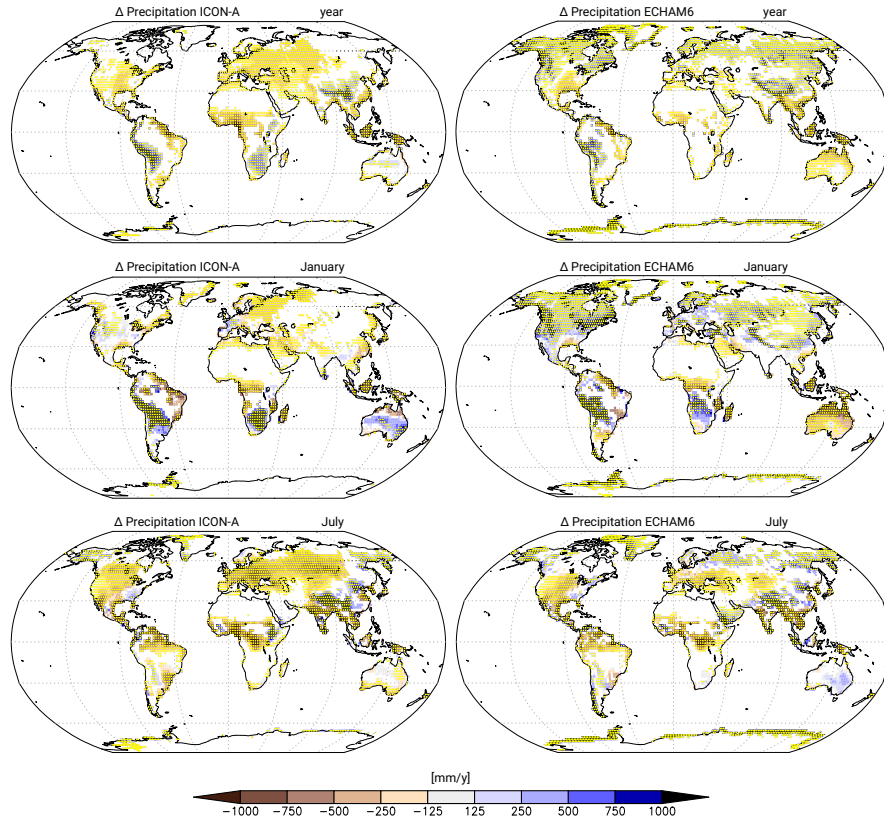 Δ Precipitation ICON-A year
Δ Precipitation ECHAM6 year
Δ Precipitation ICON-A January
Δ Precipitation ECHAM6 January
Δ Precipitation ICON-A July
Δ Precipitation ECHAM6 July
[mm/y]
−1000 −750 −500 −250 −125 125 250 500 750 1000